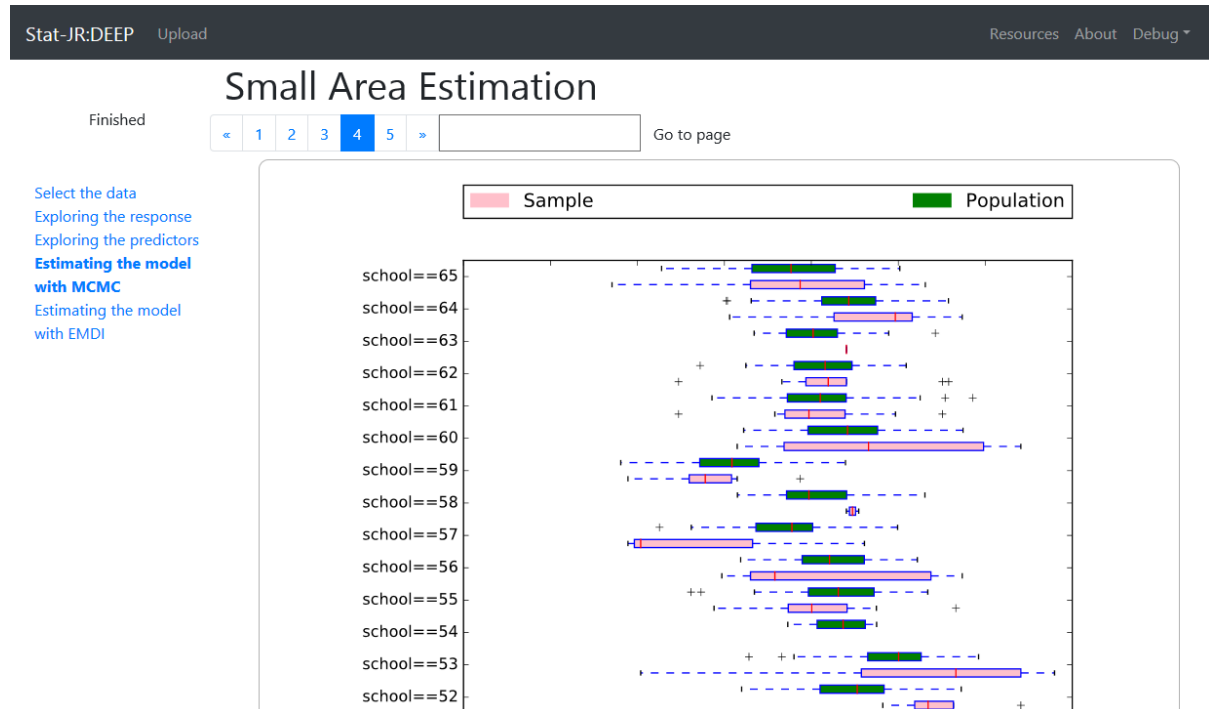 Stat-JR:DEEP Upload Resources About Debug
Small Area Estimation
Finished
« 1 2 3 4 5 » Go to page
Select the data
Exploring the response
Exploring the predictors
Estimating the model
with MCMC
Estimating the model
with EMDI
Sample Population
school==65
school==64
school==63
school==62
school==61
school==60
school==59
school==58
school==57
school==56
school==55
school==54
school==53
school==52